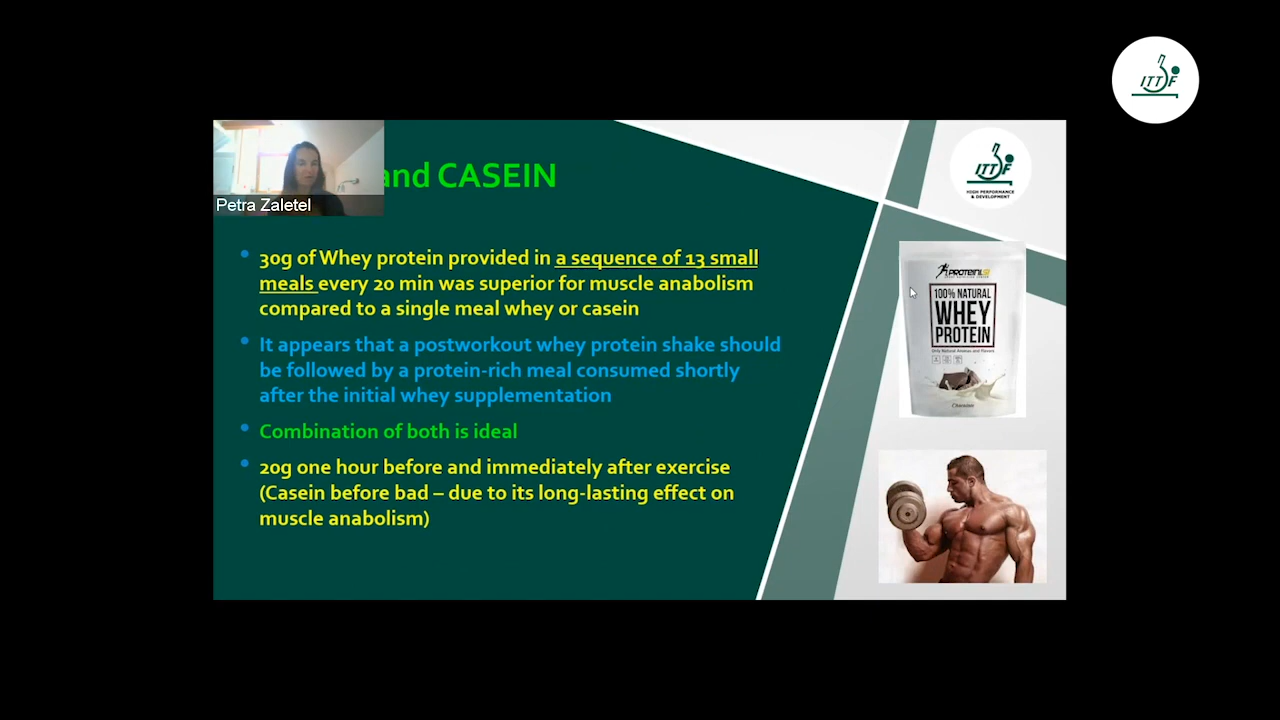 ITTF
and CASEIN
ITTF
HIGH PERFORMANCE
& DEVELOPMENT
Petra Zaletel
30g of Whey protein provided in a sequence of 13 small
meals every 20 min was superior for muscle anabolism
compared to a single meal whey or casein
It appears that a postworkout whey protein shake should
be followed by a protein-rich meal consumed shortly
after the initial whey supplementation
Combination of both is ideal
20g one hour before and immediately after exercise
(Casein before bad – due to its long-lasting effect on
muscle anabolism)
100% NATURAL
WHEY
PROTEIN